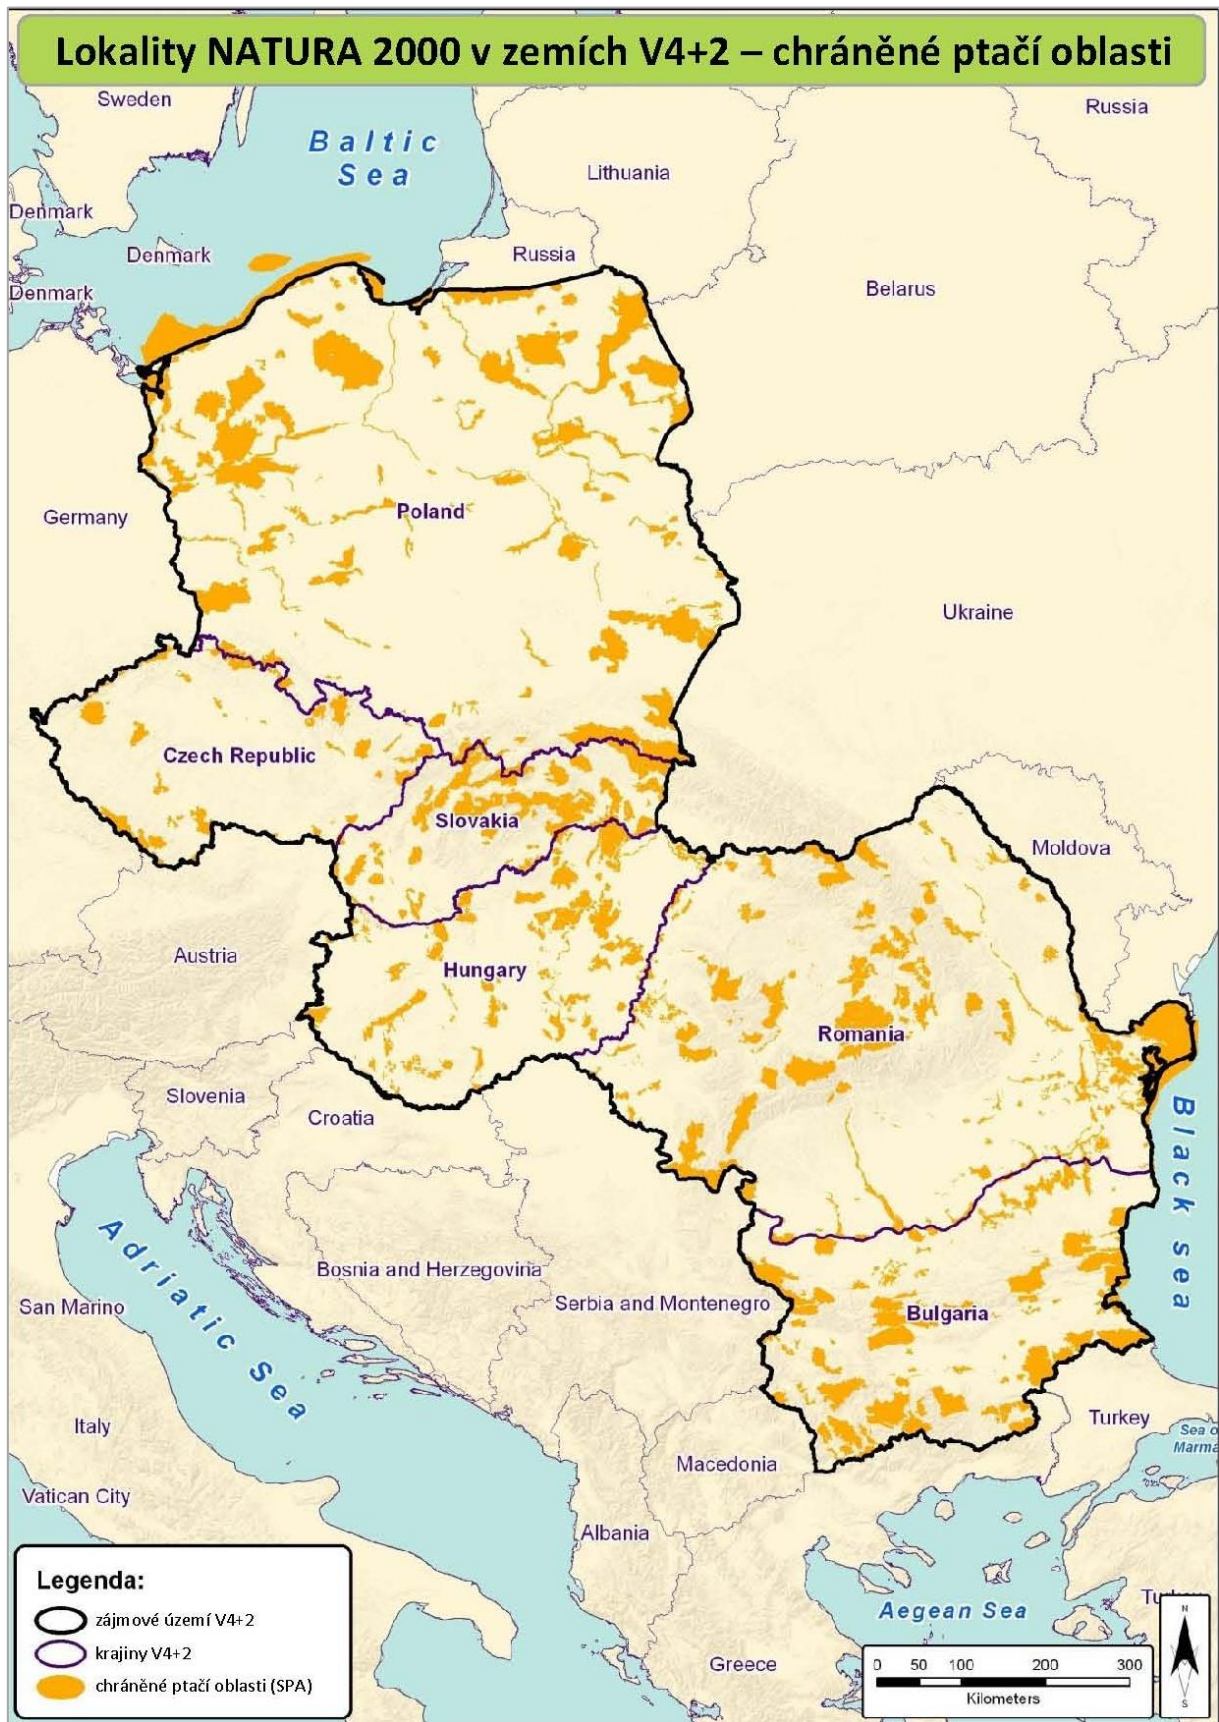 Lokality NATURA 2000 v zemích V4+2 – chráněné ptačí oblasti
Sweden
Russia
Baltic
Sea
Lithuania
Denmark
Denmark
Russia
Denmark
Belarus
Germany
Poland
Ukraine
Czech Republic
Slovakia
Moldova
Austria
Hungary
Romania
Slovenia
Croatia
Black sea
Adriatic Sea
Bosnia and Herzegovina
San Marino
Serbia and Montenegro
Bulgaria
Italy
Turkey
Sea o
Marma
Macedonia
Vatican City
Albania
Legenda:
zájmové území V4+2
krajiny V4+2
chráněné ptačí oblasti (SPA)
Aegean Sea
Greece
N
S
0 50 100 200 300
Kilometers